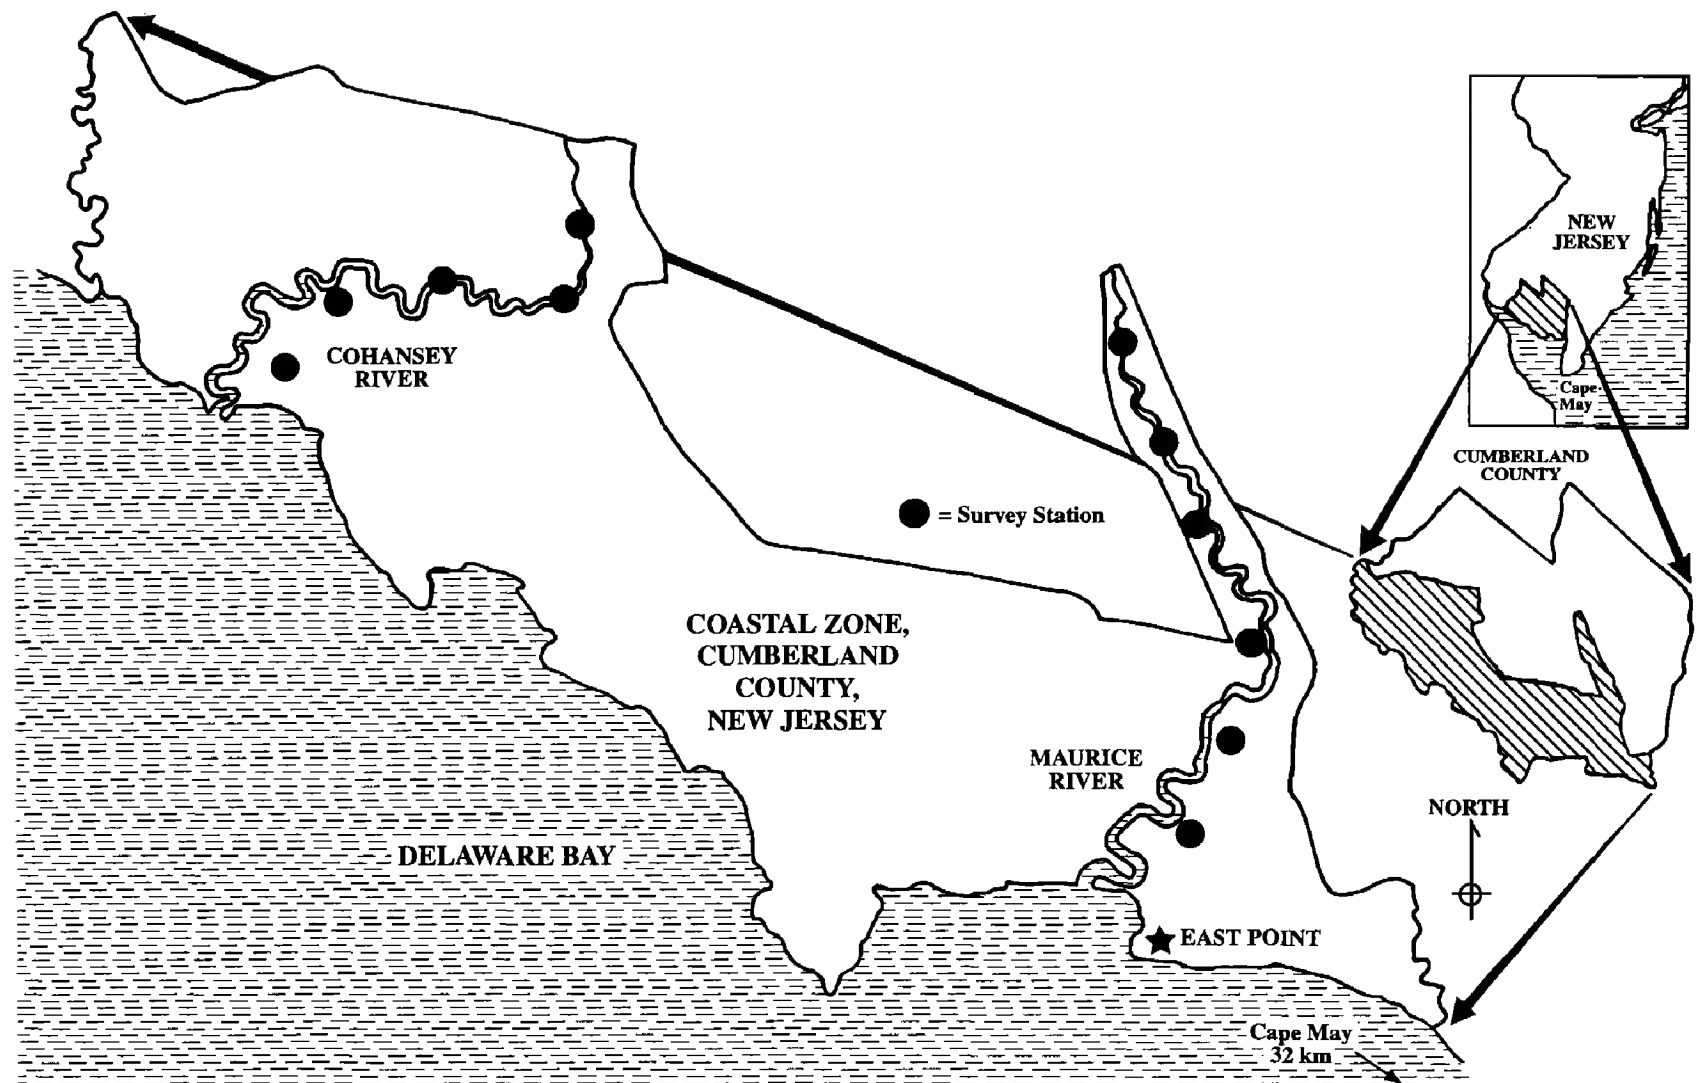 NEW
JERSEY
Cape
May
CUMBERLAND
COUNTY
COHANSEY
RIVER
= Survey Station
COASTAL ZONE,
CUMBERLAND
COUNTY,
NEW JERSEY
MAURICE
RIVER
NORTH
DELAWARE BAY
EAST POINT
Cape May
32 km